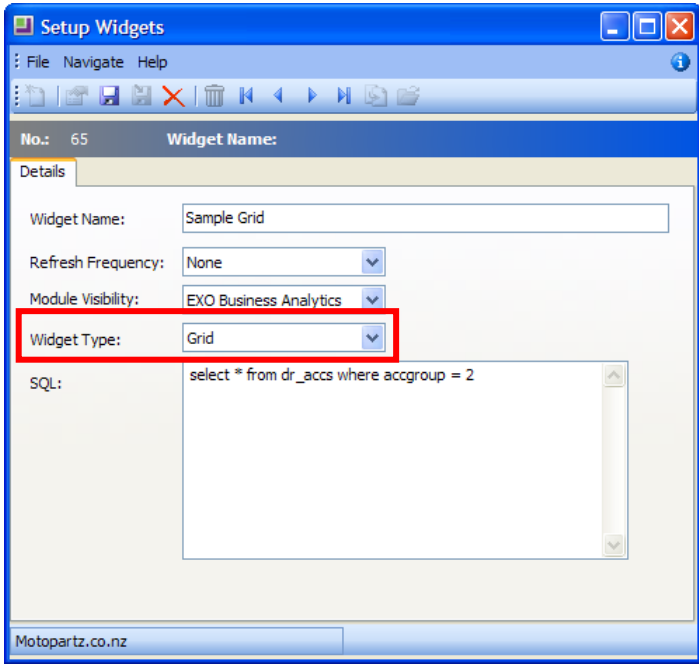 Setup Widgets
File Navigate Help
No.: 65 Widget Name:
Details
Widget Name: Sample Grid
Refresh Frequency: None
Module Visibility: EXO Business Analytics
Widget Type: Grid
SQL: select * from dr_accs where accgroup = 2
Motopartz.co.nz